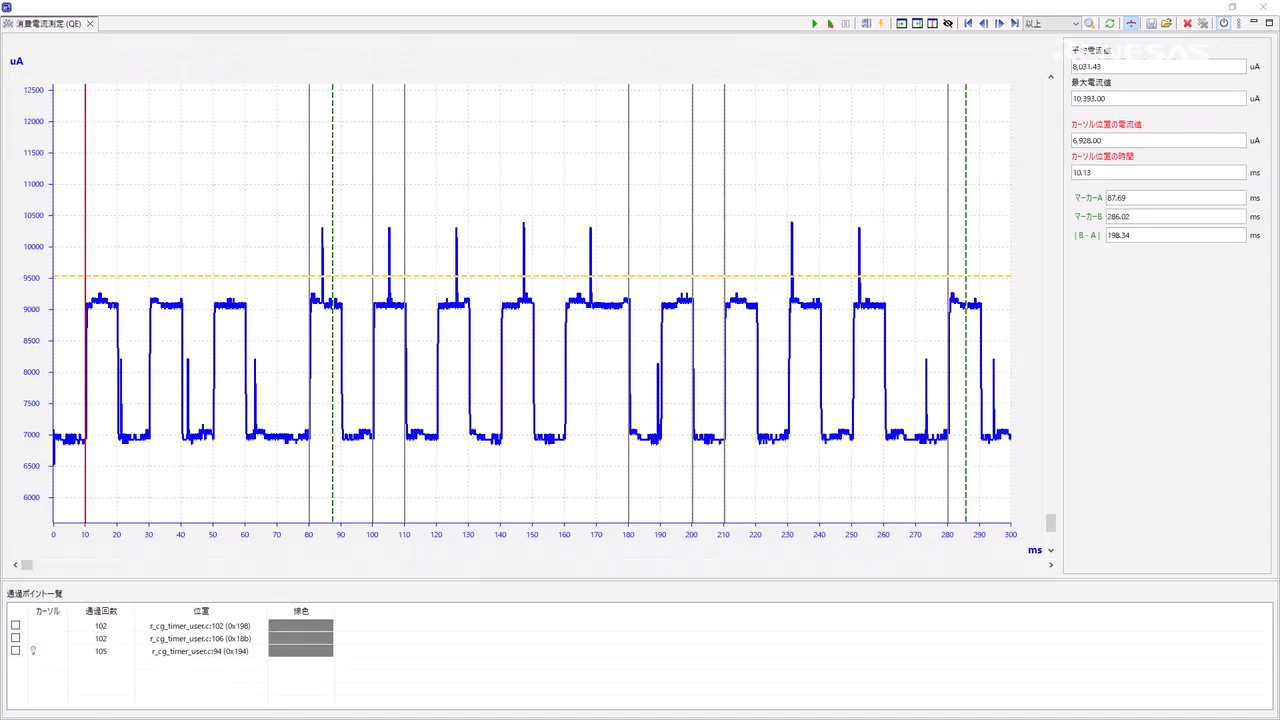 消費電流測定 (QE)
以上
RENESAS
uA
12500
12000
11500
11000
10500
10000
9500
9000
8500
8000
7500
7000
6500
6000
0 10 20 30 40 50 60 70 80 90 100 110 120 130 140 150 160 170 180 190 200 210 220 230 240 250 260 270 280 290 300
ms
平均電流値
8,031.43 uA
最大電流値
10,393.00 uA
カーソル位置の電流値
6,928.00 uA
カーソル位置の時間
10.13 ms
マーカーA 87.69 ms
マーカーB 286.02 ms
| B - A | 198.34 ms
通過ポイント一覧
カーソル 通過回数 位置 線色
102 r_cg_timer_user.c:102 (0x198)
102 r_cg_timer_user.c:106 (0x18b)
105 r_cg_timer_user.c:94 (0x194)